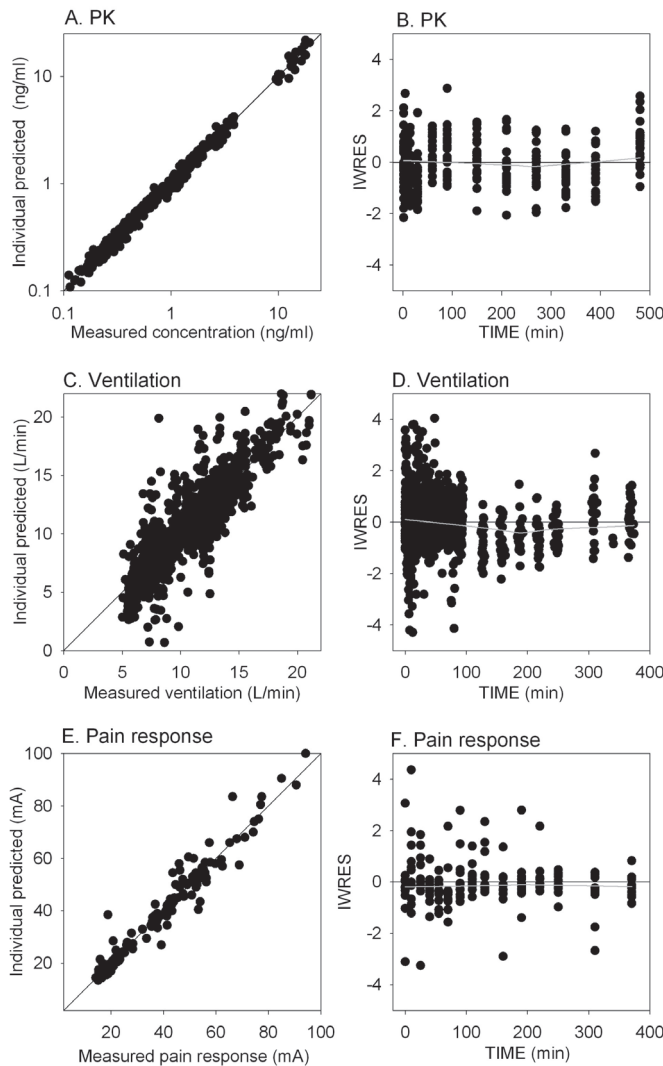 A. PK
Individual predicted (ng/ml)
10
1
0.1
0.1 1 10
Measured concentration (ng/ml)
B. PK
IWRES
4
2
0
-2
-4
0 100 200 300 400 500
TIME (min)
C. Ventilation
Individual predicted (L/min)
20
15
10
5
0
0 5 10 15 20
Measured ventilation (L/min)
D. Ventilation
IWRES
4
2
0
-2
-4
0 100 200 300 400
TIME (min)
E. Pain response
Individual predicted (mA)
100
80
60
40
20
20 40 60 80 100
Measured pain response (mA)
F. Pain response
IWRES
4
2
0
-2
-4
0 100 200 300 400
TIME (min)